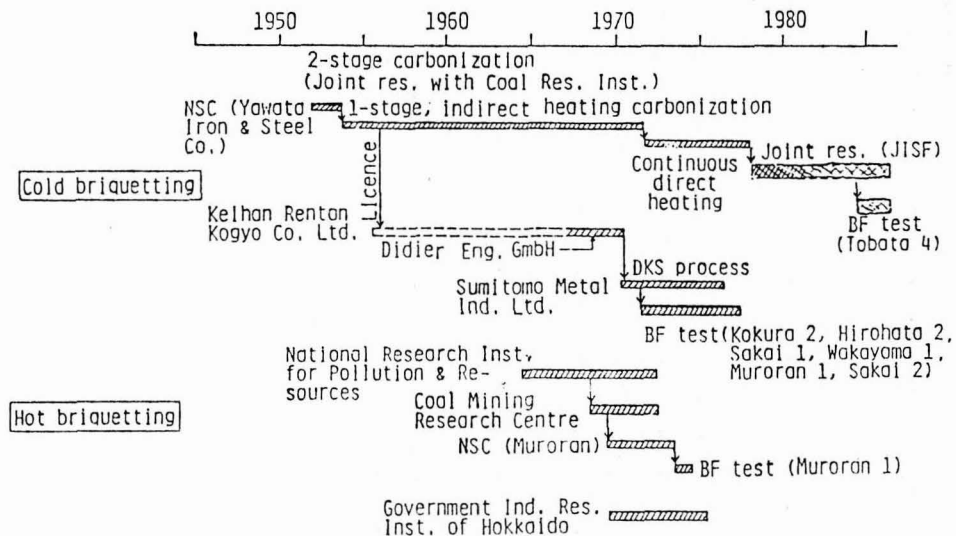 1950 1960 1970 1980
2-stage carbonization
(Joint res. with Coal Res. Inst.)
NSC (Yawata
Iron & Steel
Co.)
1-stage, indirect heating carbonization
Continuous
direct
heating
Joint res. (JISF)
BF test
(Tobata 4)
Cold briquetting
Licence
Keihan Rentan
Kogyo Co. Ltd.
Didier Eng. GmbH
DKS process
Sumitomo Metal
Ind. Ltd.
BF test(Kokura 2, Hirohata 2,
Sakai 1, Wakayama 1,
Muroran 1, Sakai 2)
National Research Inst.
for Pollution & Re-
sources
Hot briquetting
Coal Mining
Research Centre
NSC (Muroran)
BF test (Muroran 1)
Government Ind. Res.
Inst. of Hokkaido